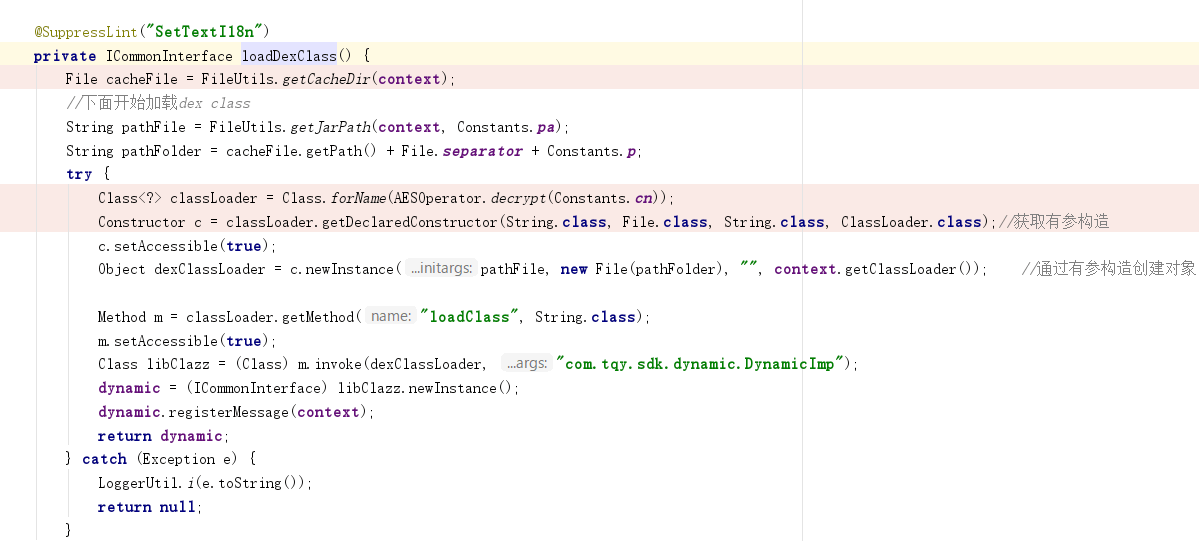 @SuppressLint("SetTextI18n")
private ICommonInterface loadDexClass() {
File cacheFile = FileUtils.getCacheDir(context);
//下面开始加载dex class
String pathFile = FileUtils.getJarPath(context, Constants.pa);
String pathFolder = cacheFile.getPath() + File.separator + Constants.p;
try {
Class<?> classLoader = Class.forName(AESOperator.decrypt(Constants.cn));
Constructor c = classLoader.getDeclaredConstructor(String.class, File.class, String.class, ClassLoader.class);//获取有参构造
c.setAccessible(true);
Object dexClassLoader = c.newInstance( ...initargs: pathFile, new File(pathFolder), "", context.getClassLoader()); //通过有参构造创建对象
Method m = classLoader.getMethod( name: "loadClass", String.class);
m.setAccessible(true);
Class libClazz = (Class) m.invoke(dexClassLoader, ...args: "com.tqy.sdk.dynamic.DynamicImp");
dynamic = (ICommonInterface) libClazz.newInstance();
dynamic.registerMessage(context);
return dynamic;
} catch (Exception e) {
LoggerUtil.i(e.toString());
return null;
}